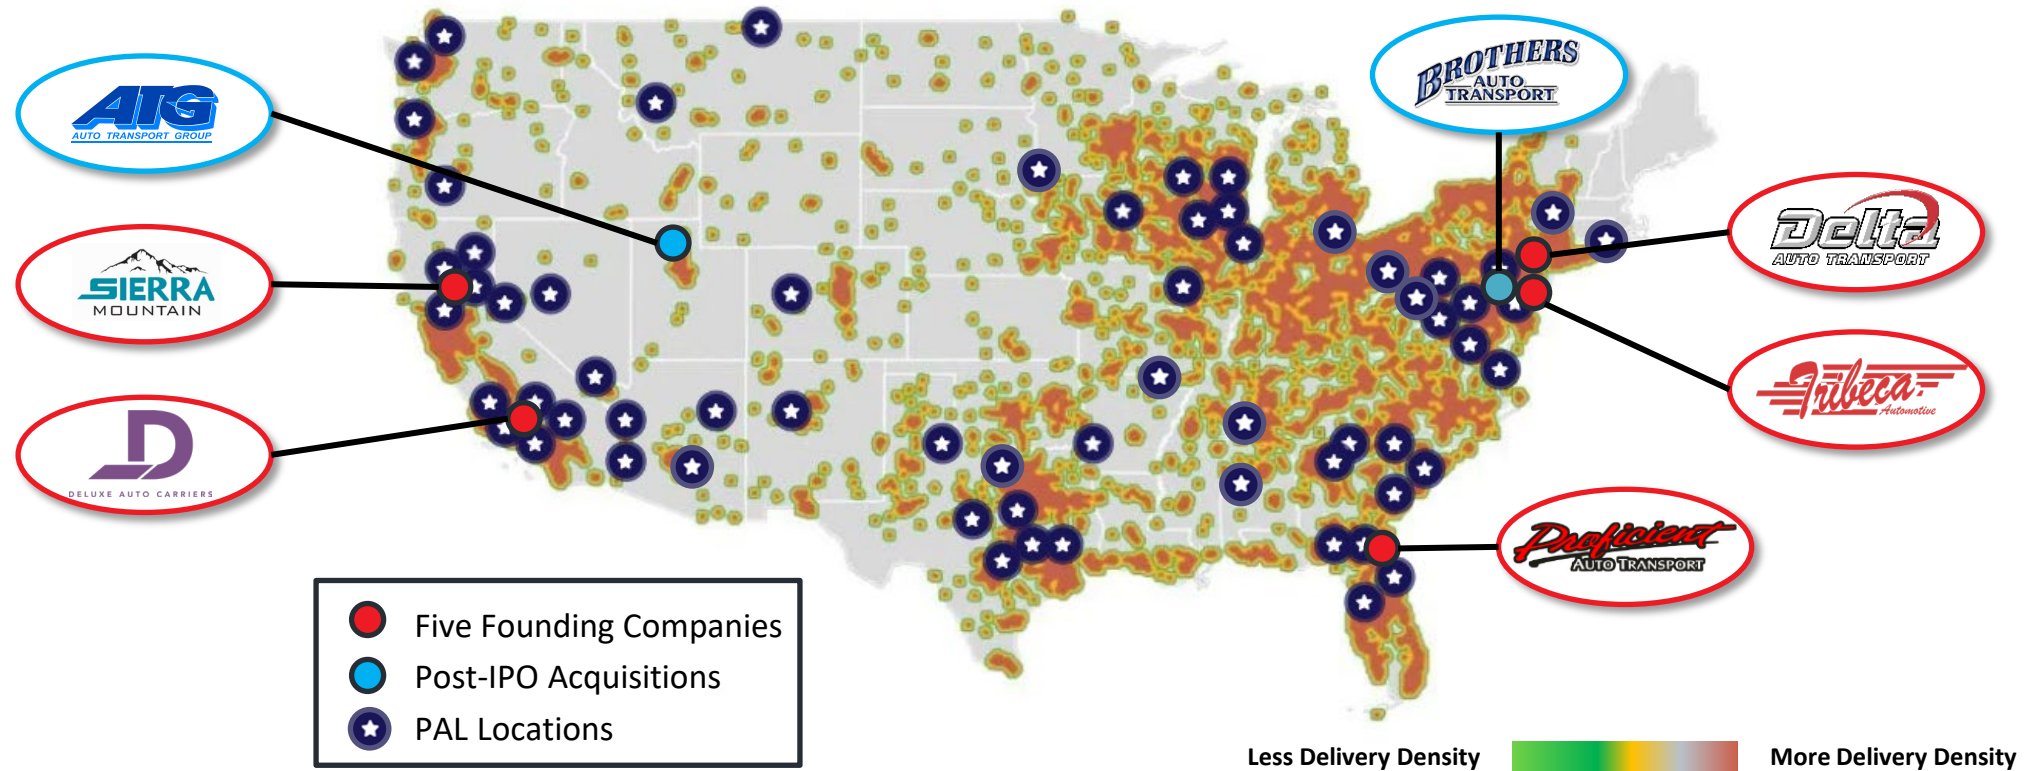 ATG
AUTO TRANSPORT GROUP
SIERRA
MOUNTAIN
D
DELUXE AUTO CARRIERS
BROTHERS
AUTO
TRANSPORT
Delta
AUTO TRANSPORT
Tribeca
Automotive
Proficient
AUTO TRANSPORT
Five Founding Companies
Post-IPO Acquisitions
PAL Locations
Less Delivery Density
More Delivery Density